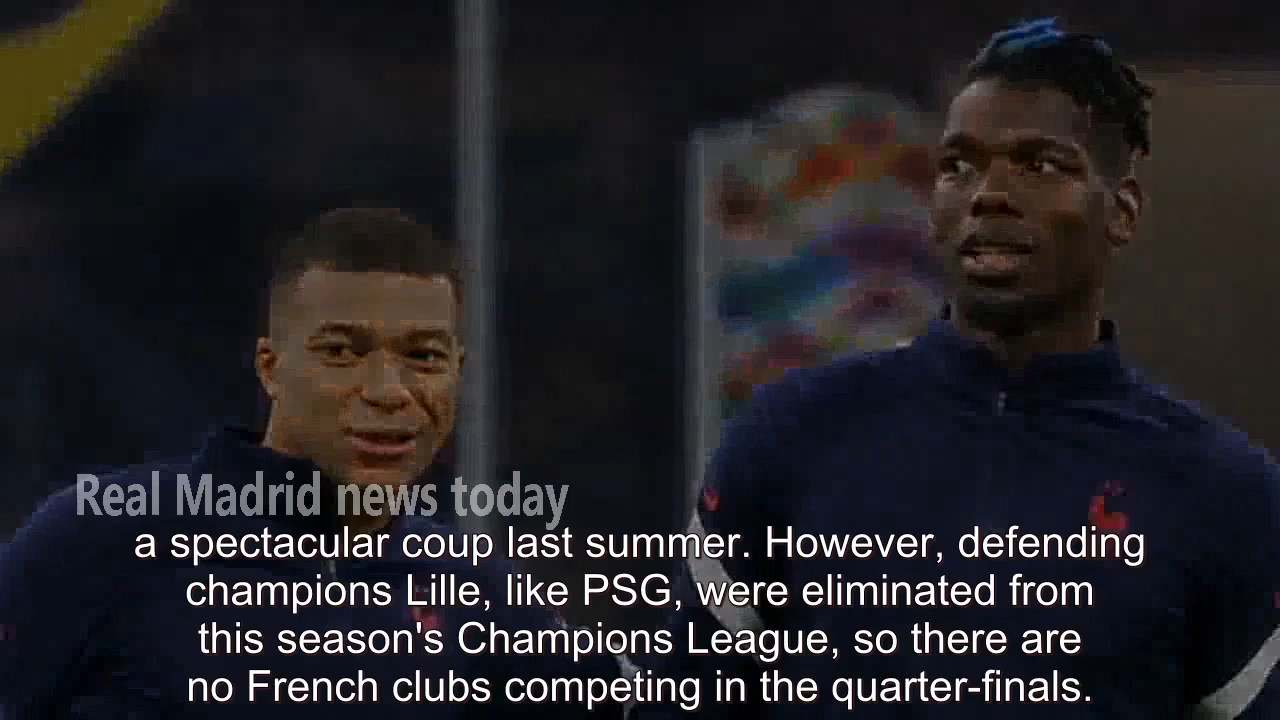 Real Madrid news today
a spectacular coup last summer. However, defending
champions Lille, like PSG, were eliminated from
this season's Champions League, so there are
no French clubs competing in the quarter-finals.